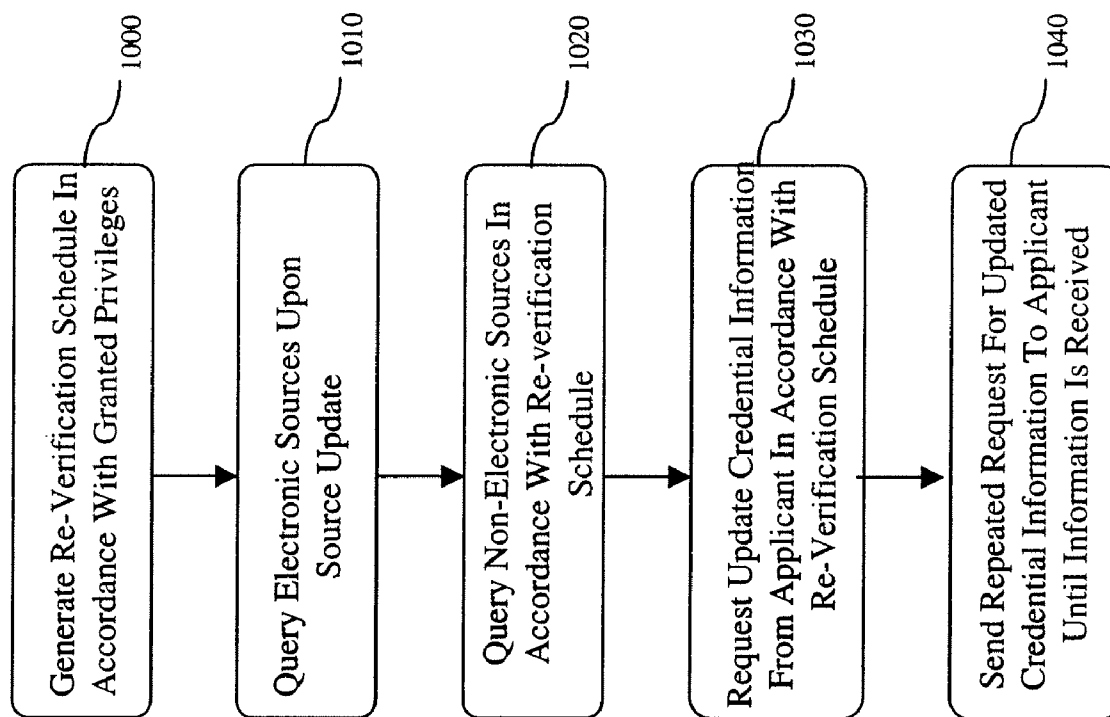 Generate Re-Verification Schedule In
Accordance With Granted Privileges
1000
Query Electronic Sources Upon
Source Update
1010
Query Non-Electronic Sources In
Accordance With Re-verification
Schedule
1020
Request Update Credential Information
From Applicant In Accordance With
Re-Verification Schedule
1030
Send Repeated Request For Updated
Credential Information To Applicant
Until Information Is Received
1040